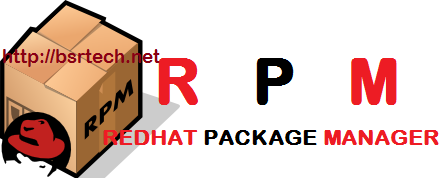 http://bsrtech.net
R P M
RPM
REDHAT PACKAGE MANAGER